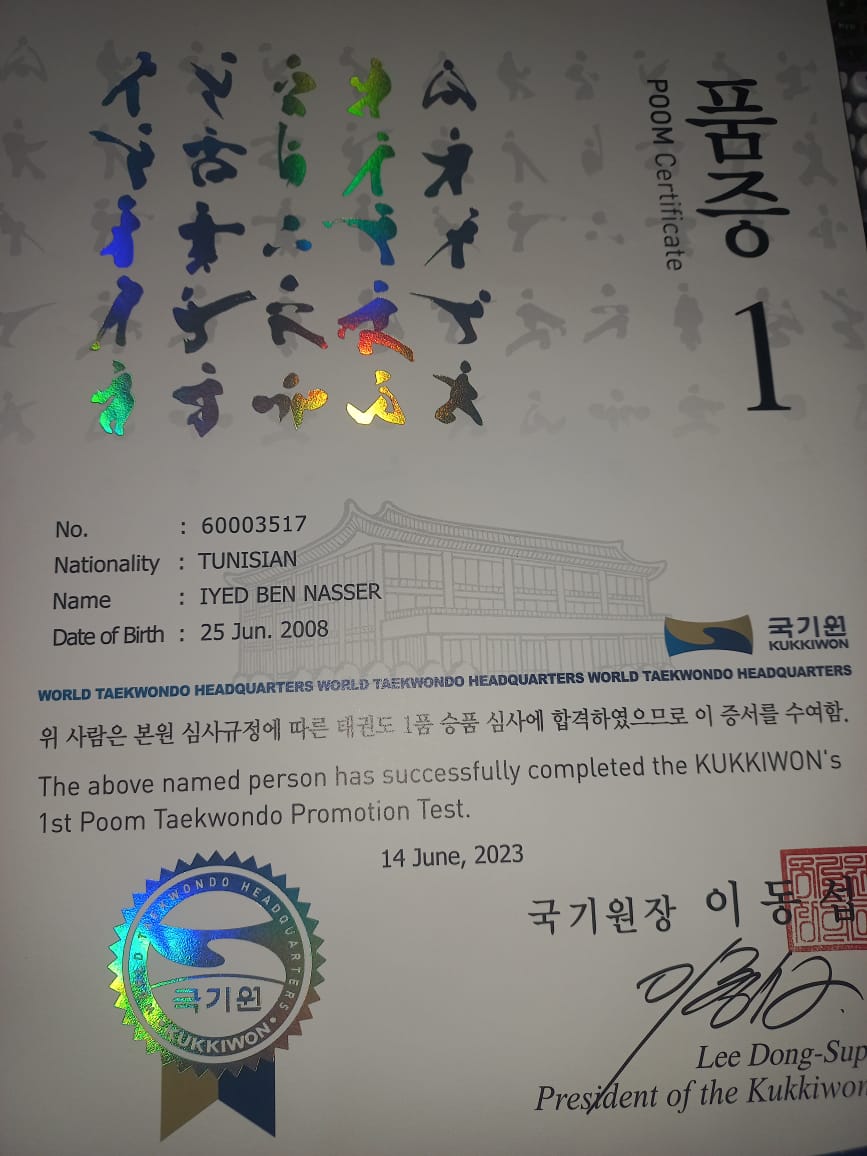 품증
POOM Certificate
1
No. : 60003517
Nationality : TUNISIAN
Name : IYED BEN NASSER
Date of Birth : 25 Jun. 2008
국기원
KUKKIWON
WORLD TAEKWONDO HEADQUARTERS WORLD TAEKWONDO HEADQUARTERS WORLD TAEKWONDO HEADQUARTERS
위 사람은 본원 심사규정에 따른 태권도 1품 승품 심사에 합격하였으므로 이 증서를 수여함.
The above named person has successfully completed the KUKKIWON's
1st Poom Taekwondo Promotion Test.
14 June, 2023
TAEKWONDO HEADQUARTERS
국기원
KUKKIWON
국기원장 이동섭
Lee Dong-Sup
President of the Kukkiwon